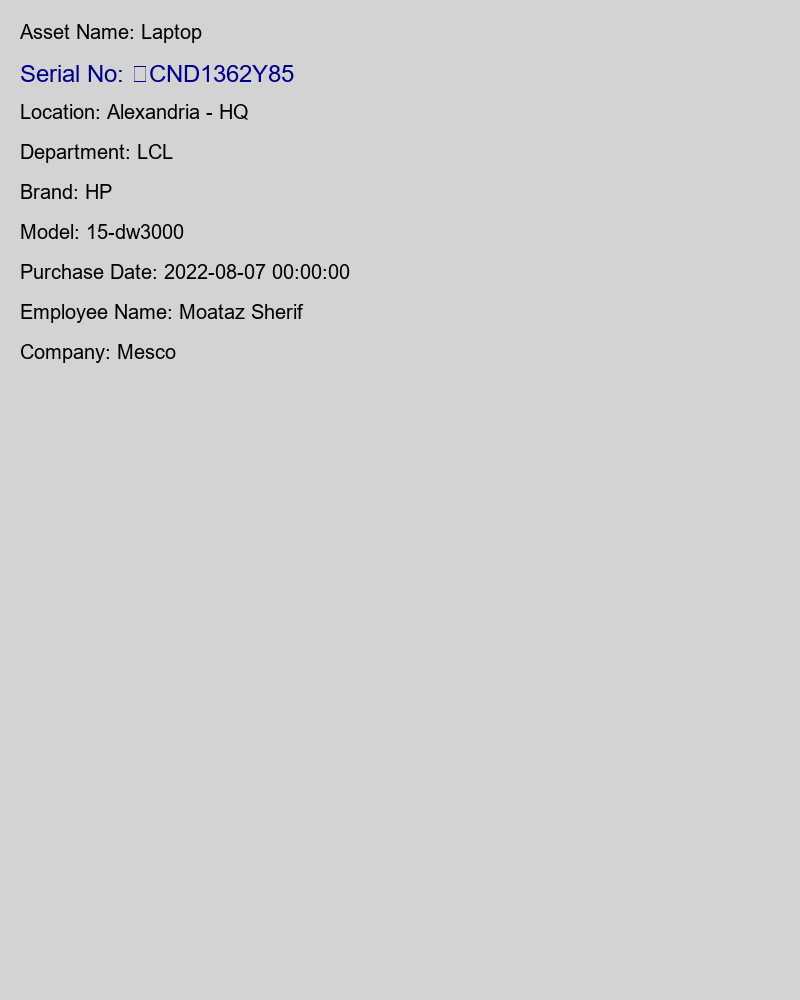 Asset Name: Laptop
Serial No: CND1362Y85
Location: Alexandria - HQ
Department: LCL
Brand: HP
Model: 15-dw3000
Purchase Date: 2022-08-07 00:00:00
Employee Name: Moataz Sherif
Company: Mesco